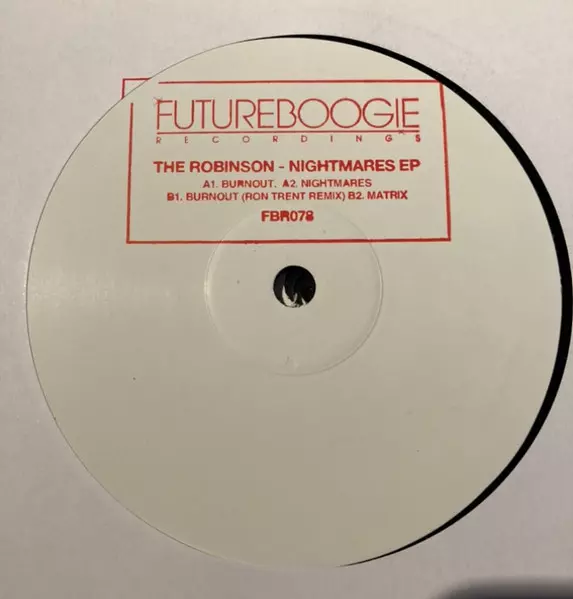 FUTUREBOOGIE
RECORDINGS
THE ROBINSON - NIGHTMARES EP
A1. BURNOUT. A2. NIGHTMARES
B1. BURNOUT (RON TRENT REMIX) B2. MATRIX
FBR078